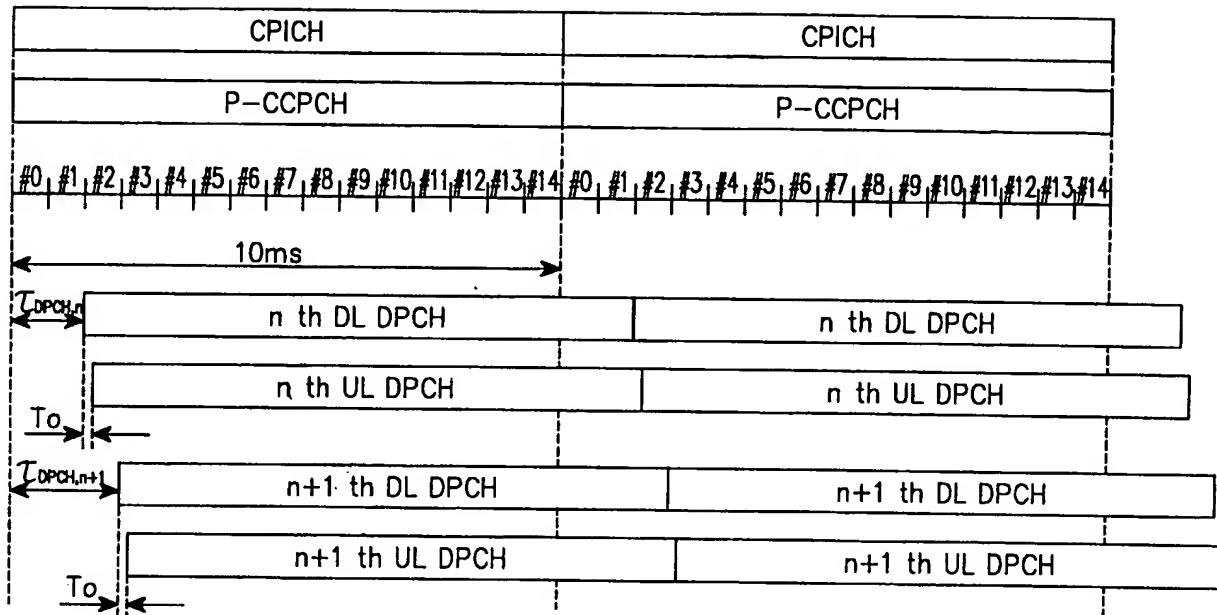 CPICH CPICH
P-CCPCH P-CCPCH
#0 #1 #2 #3 #4 #5 #6 #7 #8 #9 #10 #11 #12 #13 #14 #0 #1 #2 #3 #4 #5 #6 #7 #8 #9 #10 #11 #12 #13 #14
10ms
τDPCH,n
n th DL DPCH n th DL DPCH
n th UL DPCH n th UL DPCH
To
τDPCH,n+1
n+1 th DL DPCH n+1 th DL DPCH
n+1 th UL DPCH n+1 th UL DPCH
To